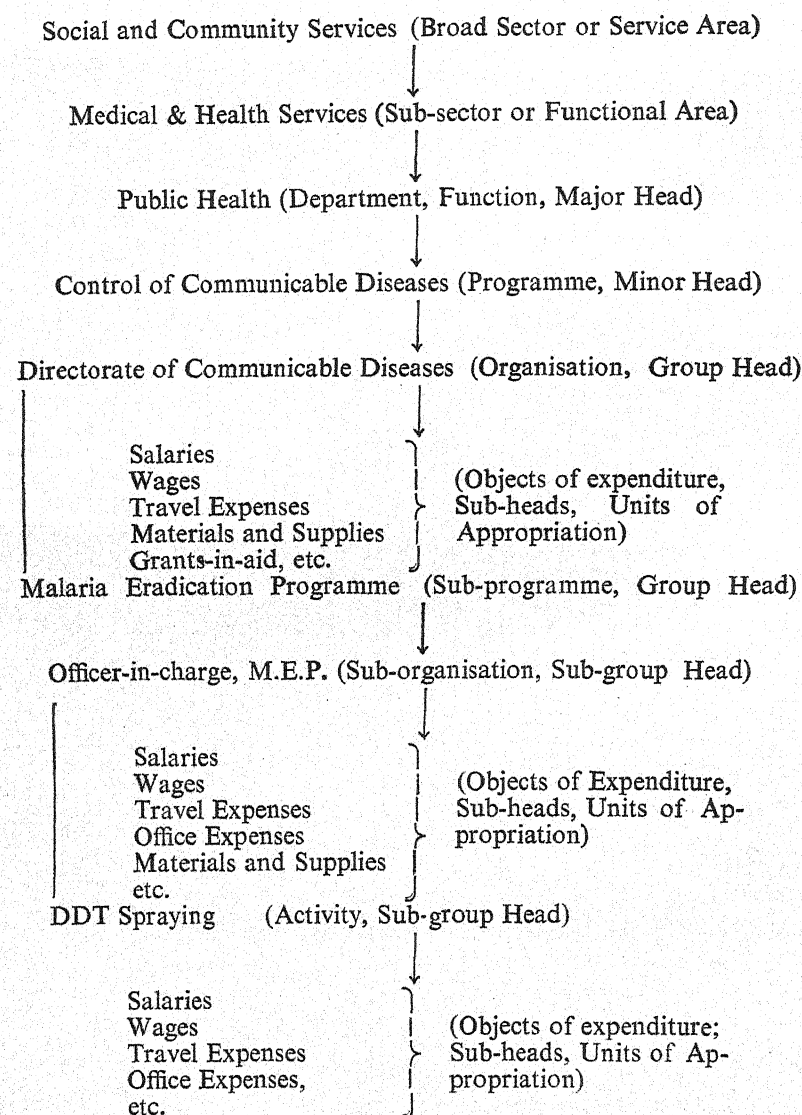 Social and Community Services (Broad Sector or Service Area)
Medical & Health Services (Sub-sector or Functional Area)
Public Health (Department, Function, Major Head)
Control of Communicable Diseases (Programme, Minor Head)
Directorate of Communicable Diseases (Organisation, Group Head)
Salaries
Wages (Objects of expenditure,
Travel Expenses Sub-heads, Units of
Materials and Supplies Appropriation)
Grants-in-aid, etc.
Malaria Eradication Programme (Sub-programme, Group Head)
Officer-in-charge, M.E.P. (Sub-organisation, Sub-group Head)
Salaries
Wages (Objects of Expenditure,
Travel Expenses Sub-heads, Units of Ap-
Office Expenses propriation)
Materials and Supplies
etc.
DDT Spraying (Activity, Sub-group Head)
Salaries
Wages (Objects of expenditure;
Travel Expenses Sub-heads, Units of Ap-
Office Expenses, propriation)
etc.